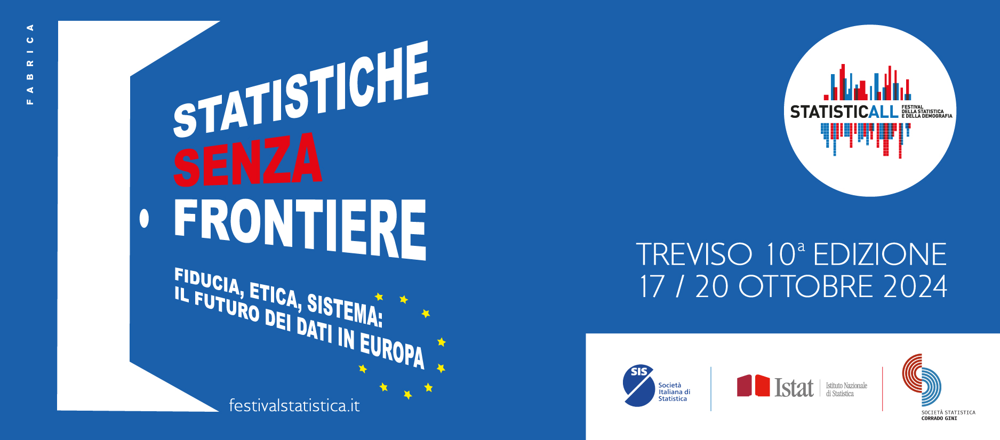 FABRICA
STATISTICHE
SENZA
FRONTIERE
FIDUCIA, ETICA, SISTEMA:
IL FUTURO DEI DATI IN EUROPA
festivalstatistica.it
STATISTICALL
FESTIVAL
DELLA STATISTICA
E DELLA DEMOGRAFIA
TREVISO 10ª EDIZIONE
17 / 20 OTTOBRE 2024
SIS
Società
Italiana di
Statistica
Istat
Istituto Nazionale
di Statistica
SOCIETÀ STATISTICA
CORRADO GINI